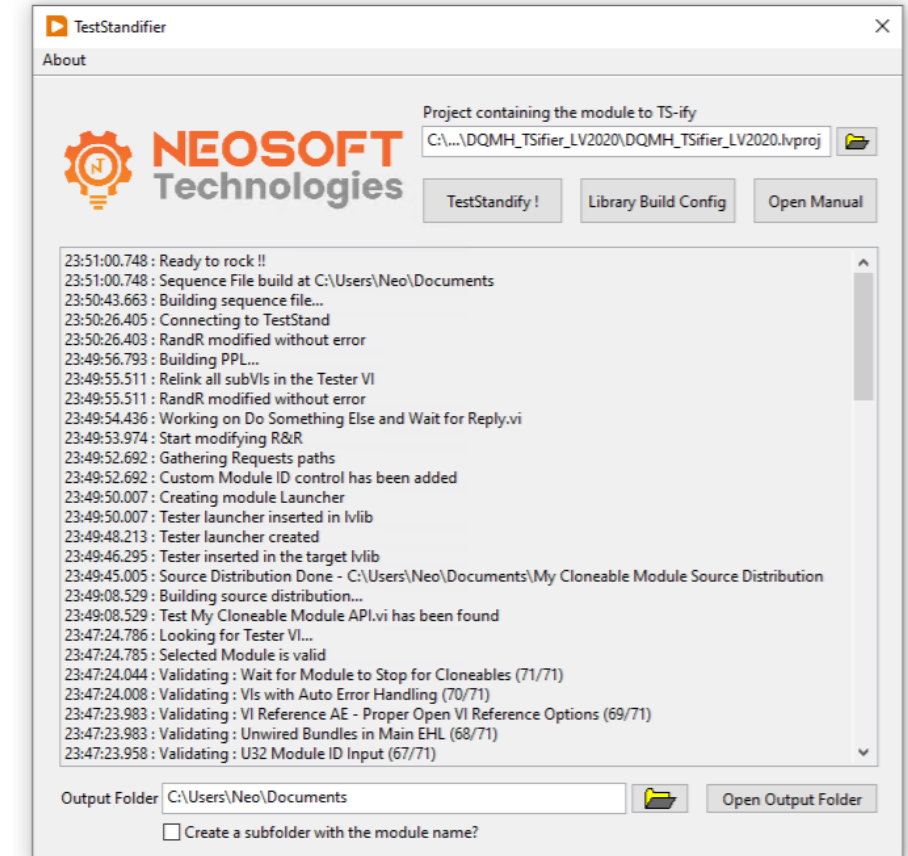 TestStandifier
About
NEOSOFT
Technologies
Project containing the module to TS-ify
C:\...\DQMH_TSifier_LV2020\DQMH_TSifier_LV2020.lvproj
TestStandify !
Library Build Config
Open Manual
23:51:00.748 : Ready to rock !!
23:51:00.748 : Sequence File build at C:\Users\Neo\Documents
23:50:43.663 : Building sequence file...
23:50:26.405 : Connecting to TestStand
23:50:26.403 : RandR modified without error
23:49:56.793 : Building PPL...
23:49:55.511 : Relink all subVIs in the Tester VI
23:49:55.511 : RandR modified without error
23:49:54.436 : Working on Do Something Else and Wait for Reply.vi
23:49:53.974 : Start modifying R&R
23:49:52.692 : Gathering Requests paths
23:49:52.692 : Custom Module ID control has been added
23:49:50.007 : Creating module Launcher
23:49:50.007 : Tester launcher inserted in lvlib
23:49:48.213 : Tester launcher created
23:49:46.295 : Tester inserted in the target lvlib
23:49:45.005 : Source Distribution Done - C:\Users\Neo\Documents\My Cloneable Module Source Distribution
23:49:08.529 : Building source distribution...
23:49:08.529 : Test My Cloneable Module API.vi has been found
23:47:24.786 : Looking for Tester VI...
23:47:24.785 : Selected Module is valid
23:47:24.044 : Validating : Wait for Module to Stop for Cloneables (71/71)
23:47:24.008 : Validating : VIs with Auto Error Handling (70/71)
23:47:23.983 : Validating : VI Reference AE - Proper Open VI Reference Options (69/71)
23:47:23.983 : Validating : Unwired Bundles in Main EHL (68/71)
23:47:23.958 : Validating : U32 Module ID Input (67/71)
Output Folder
C:\Users\Neo\Documents
Open Output Folder
Create a subfolder with the module name?